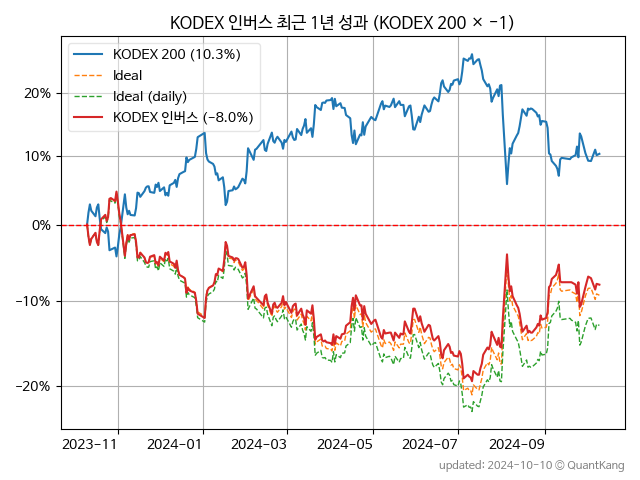 KODEX 인버스 최근 1년 성과 (KODEX 200 × −1)
KODEX 200 (10.3%)
Ideal
Ideal (daily)
KODEX 인버스 (−8.0%)
20%
10%
0%
−10%
−20%
2023−11
2024−01
2024−03
2024−05
2024−07
2024−09
updated: 2024-10-10 © QuantKang